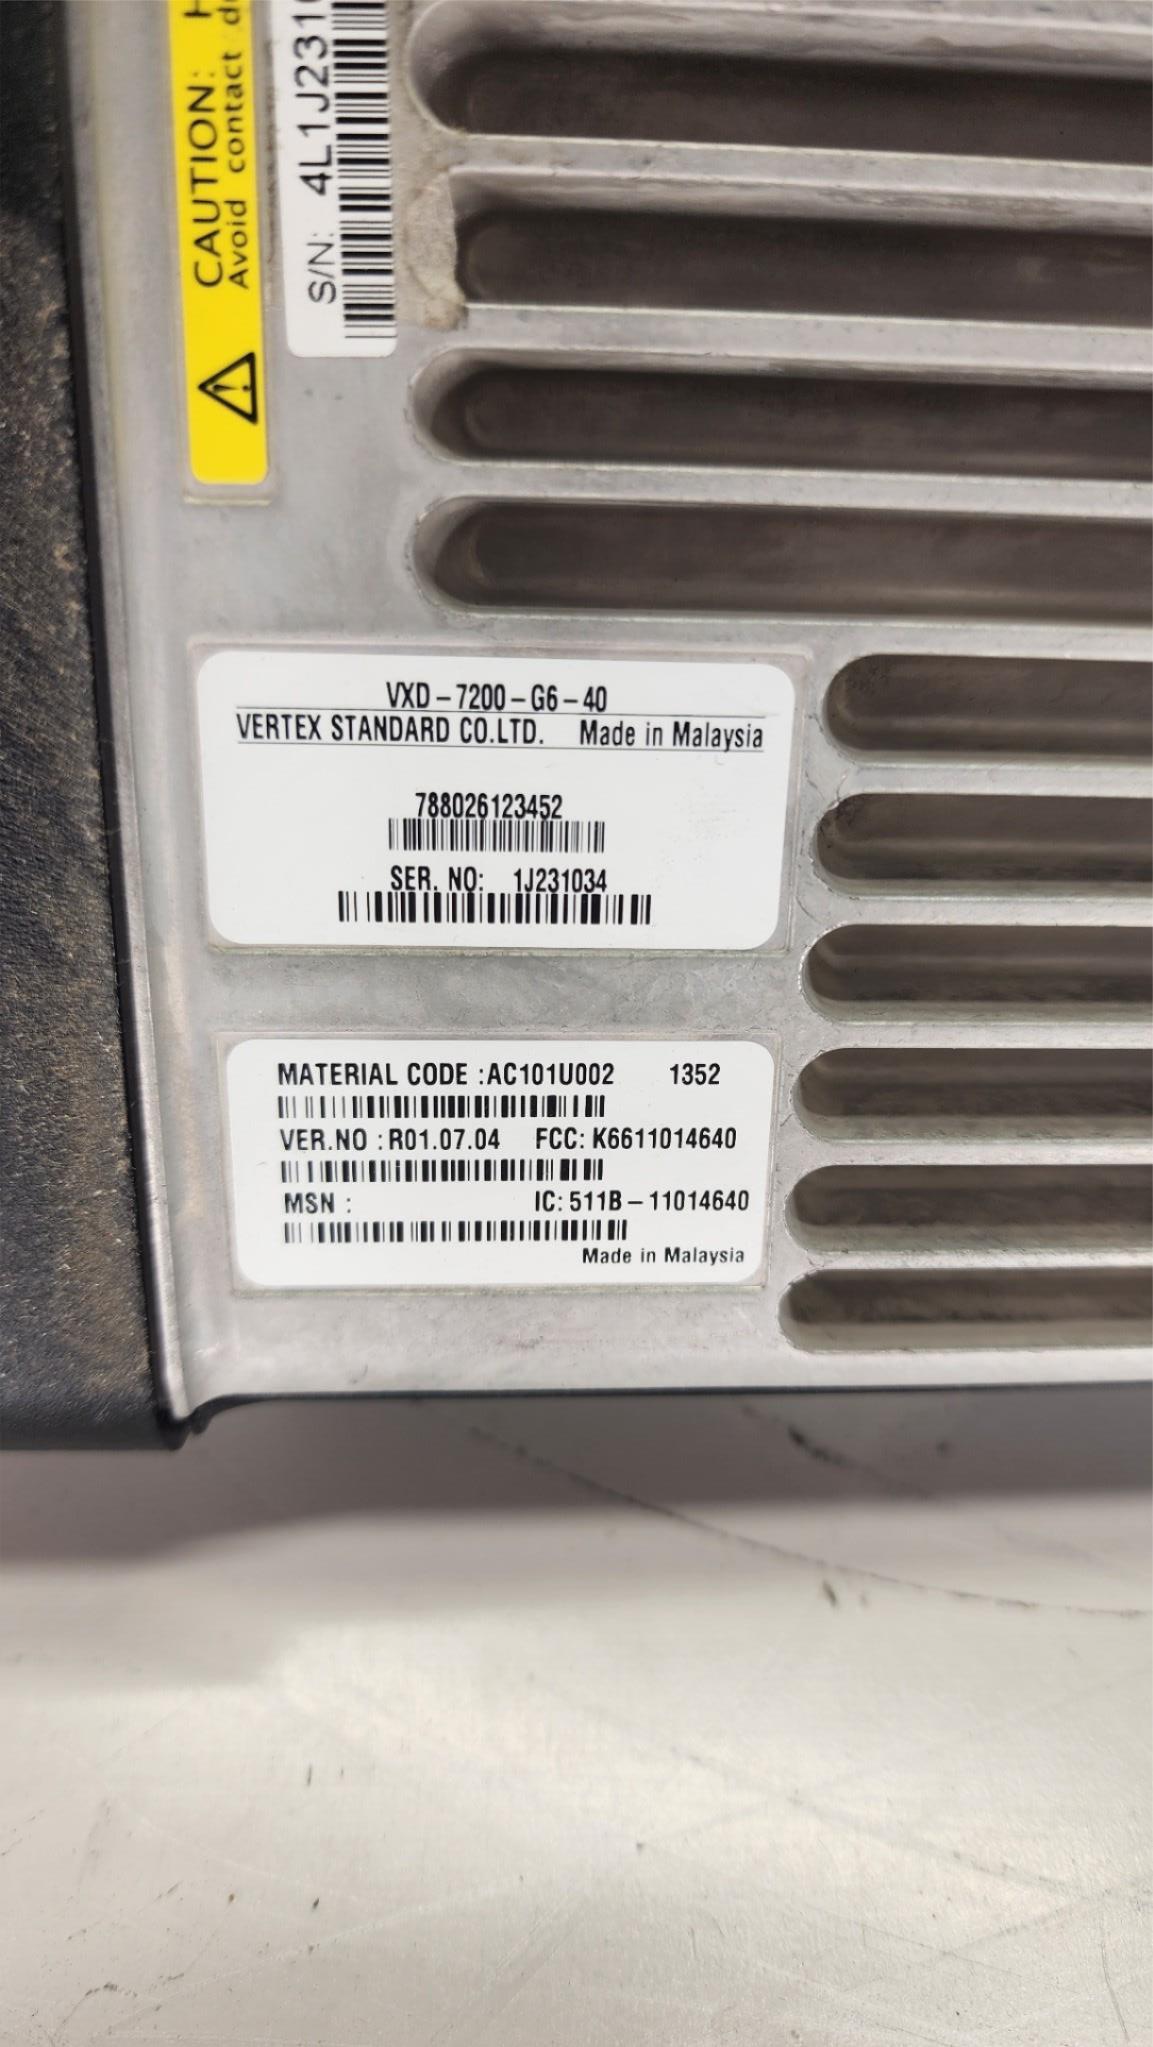 CAUTION:
Avoid contact
S/N: 4L1J231
VXD-7200-G6-40
VERTEX STANDARD CO.LTD. Made in Malaysia
788026123452
SER. NO: 1J231034
MATERIAL CODE :AC101U002 1352
VER.NO :R01.07.04 FCC: K6611014640
MSN : IC: 511B-11014640
Made in Malaysia